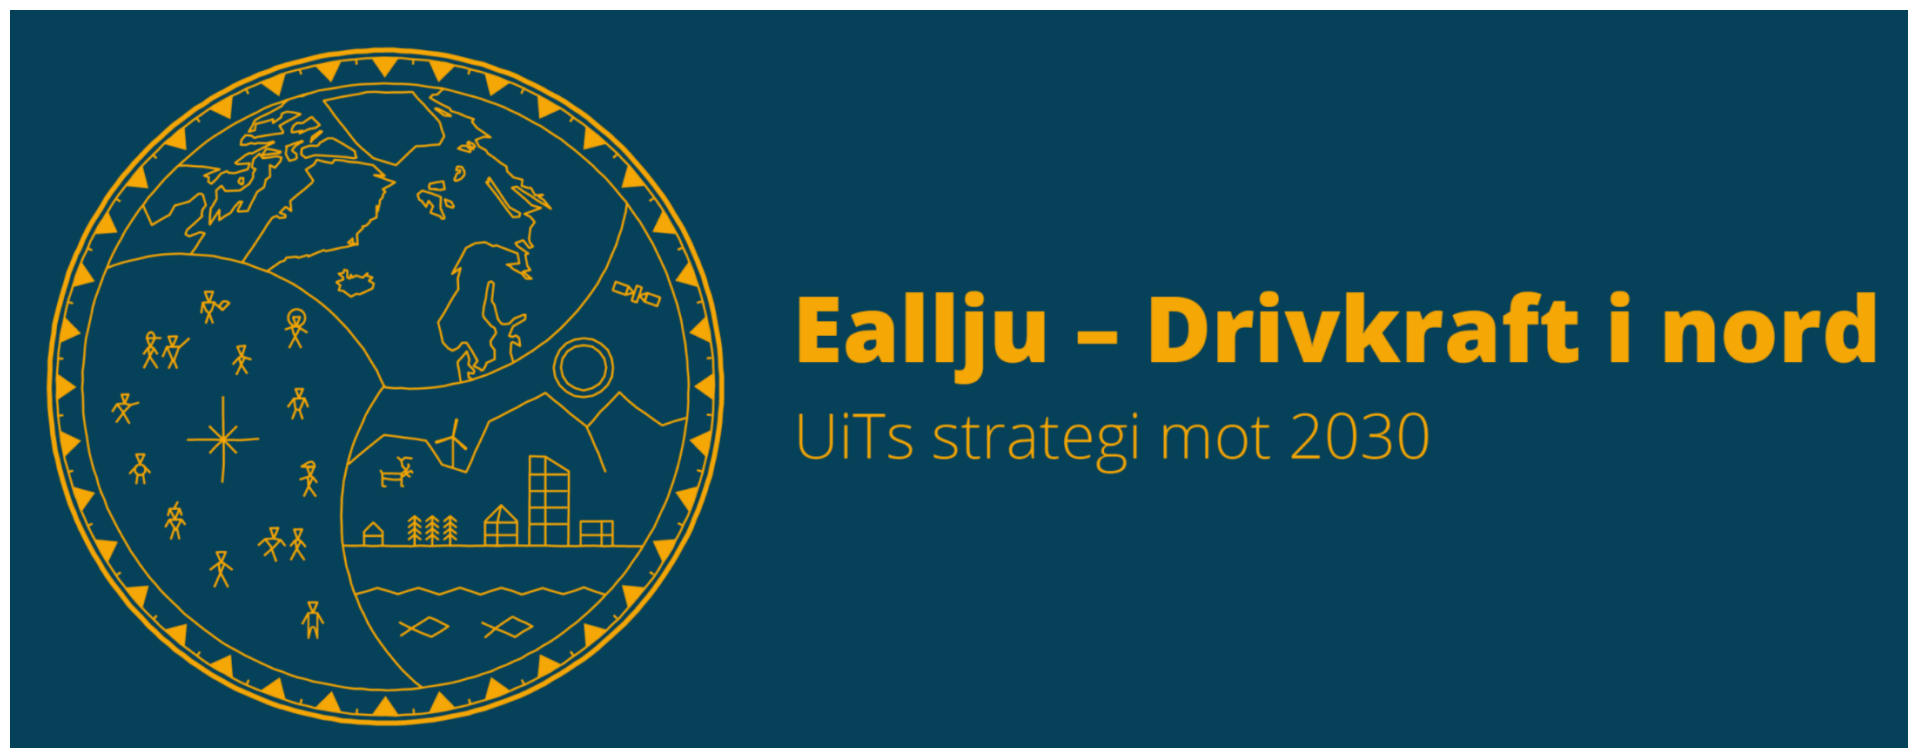 Eallju – Drivkraft i nord
UiTs strategi mot 2030